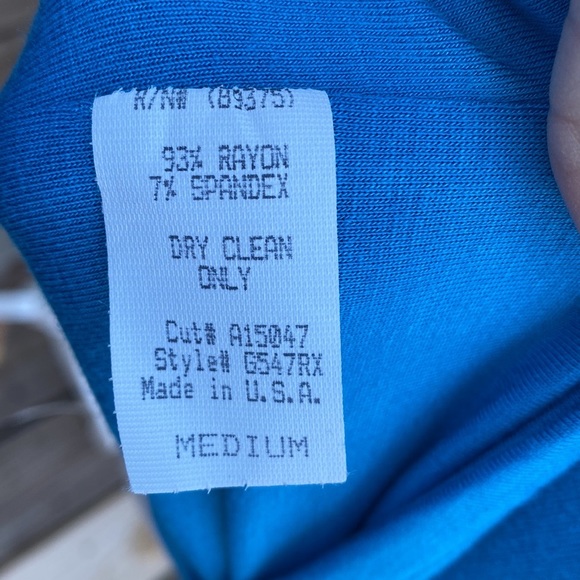 R/N# (89375)
93% RAYON
7% SPANDEX
DRY CLEAN
ONLY
Cut# A15047
Style# G547RX
Made in U.S.A.
MEDIUM